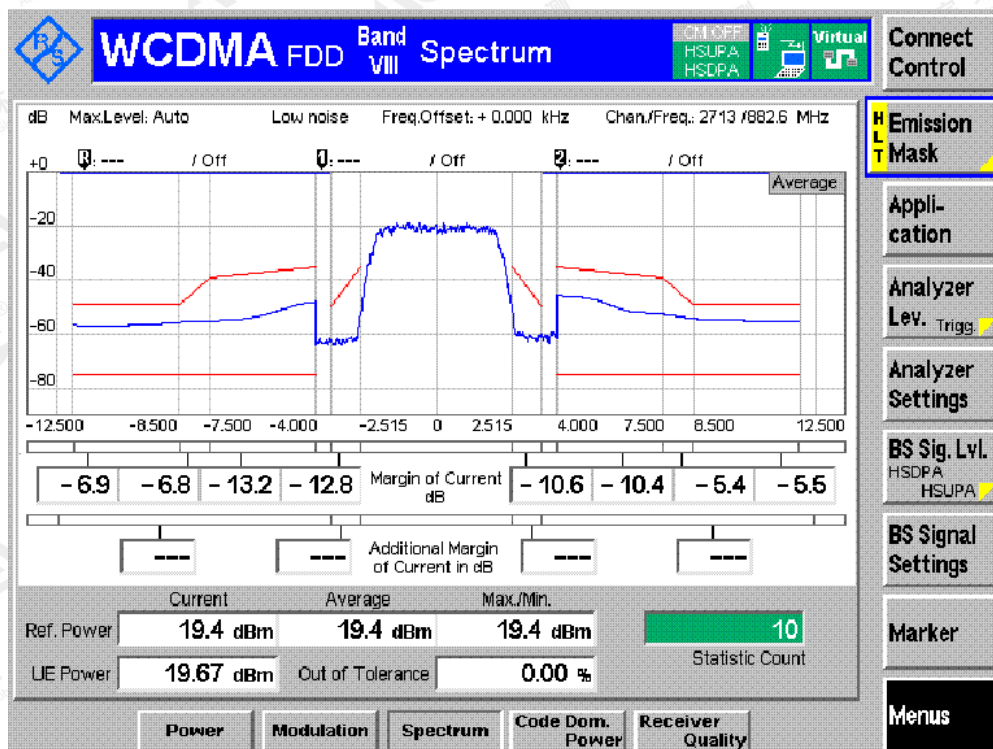 R&S
WCDMA FDD Band VIII Spectrum
HSUPA
HSDPA
Virtual
Connect
Control
dB Max.Level: Auto Low noise Freq.Offset: + 0.000 kHz Chan./Freq.: 2713 /882.6 MHz
HLT
Emission
Mask
+0 R: --- / Off 1: --- / Off 2: --- / Off
Average
-20
-40
-60
-80
-12.500 -8.500 -7.500 -4.000 -2.515 0 2.515 4.000 7.500 8.500 12.500
Appli-
cation
Analyzer
Lev. Trigg.
Analyzer
Settings
BS Sig. Lvl.
HSDPA
HSUPA
BS Signal
Settings
Marker
Menus
- 6.9 - 6.8 - 13.2 - 12.8 Margin of Current dB - 10.6 - 10.4 - 5.4 - 5.5
--- --- Additional Margin of Current in dB --- ---
Current Average Max./Min.
Ref. Power 19.4 dBm 19.4 dBm 19.4 dBm 10
Statistic Count
UE Power 19.67 dBm Out of Tolerance 0.00 %
Power Modulation Spectrum Code Dom. Power Receiver Quality